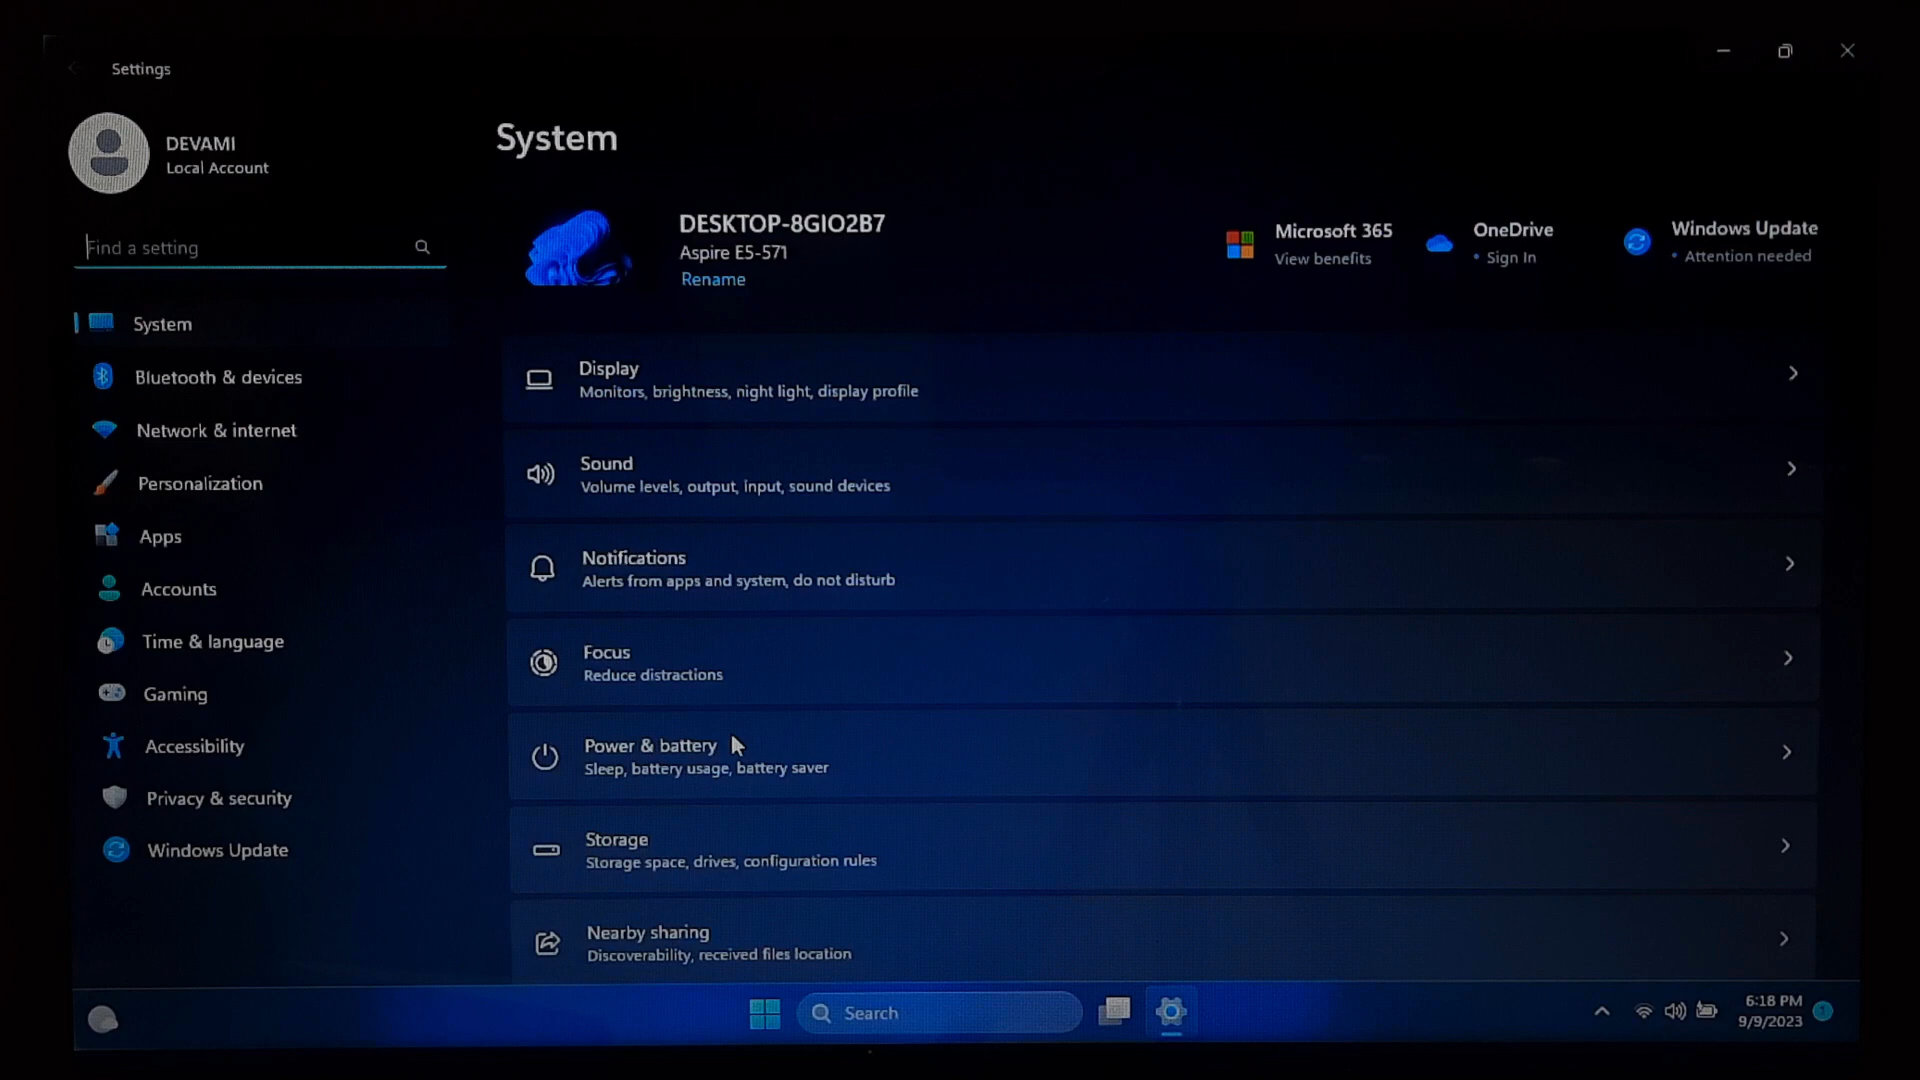 Settings
DEVAMI
Local Account
Find a setting
System
Bluetooth & devices
Network & internet
Personalization
Apps
Accounts
Time & language
Gaming
Accessibility
Privacy & security
Windows Update
System
DESKTOP-8GIO2B7
Aspire E5-571
Rename
Microsoft 365
View benefits
OneDrive
• Sign In
Windows Update
• Attention needed
Display
Monitors, brightness, night light, display profile
Sound
Volume levels, output, input, sound devices
Notifications
Alerts from apps and system, do not disturb
Focus
Reduce distractions
Power & battery
Sleep, battery usage, battery saver
Storage
Storage space, drives, configuration rules
Nearby sharing
Discoverability, received files location
Search
6:18 PM
9/9/2023
1